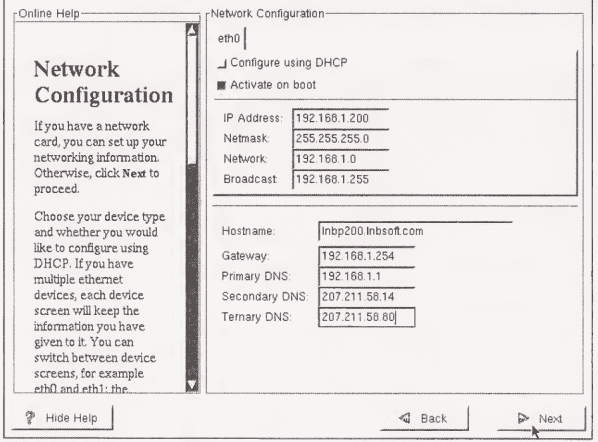 Online Help
Network
Configuration
If you have a network
card, you can set up your
networking information.
Otherwise, click Next to
proceed.
Choose your device type
and whether you would
like to configure using
DHCP. If you have
multiple ethernet
devices, each device
screen will keep the
information you have
given to it. You can
switch between device
screens, for example
eth0 and eth1; the
Network Configuration
eth0
Configure using DHCP
Activate on boot
IP Address: 192.168.1.200
Netmask: 255.255.255.0
Network: 192.168.1.0
Broadcast: 192.168.1.255
Hostname: lnbp200.lnbsoft.com
Gateway: 192.168.1.254
Primary DNS: 192.168.1.1
Secondary DNS: 207.211.58.14
Ternary DNS: 207.211.58.80
Hide Help
Back
Next